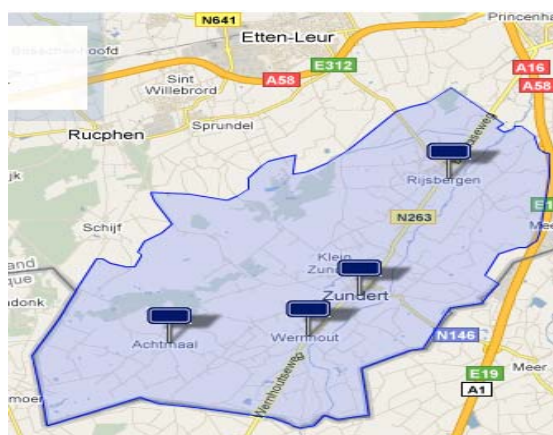 N641
Princenha
Etten-Leur
E312
A16
A58
Sint
Willebrord
A58
Sprundel
Rucphen
Rijsbergen
Schijf
N263
Klein
Zundert
Achtmaal
Wernhout
N146
Wernhoutseweg
Meer
E19
A1